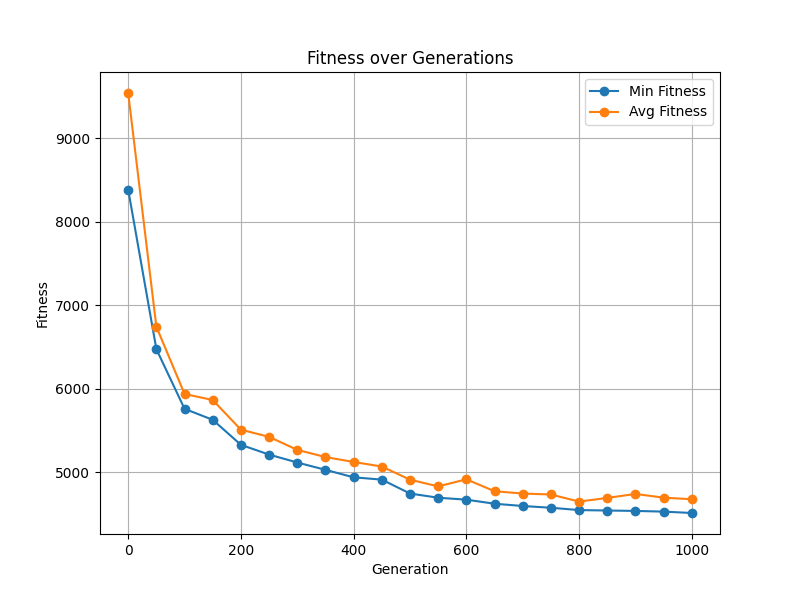 Fitness over Generations
Min Fitness
Avg Fitness
9000
8000
7000
6000
5000
Fitness
0 200 400 600 800 1000
Generation